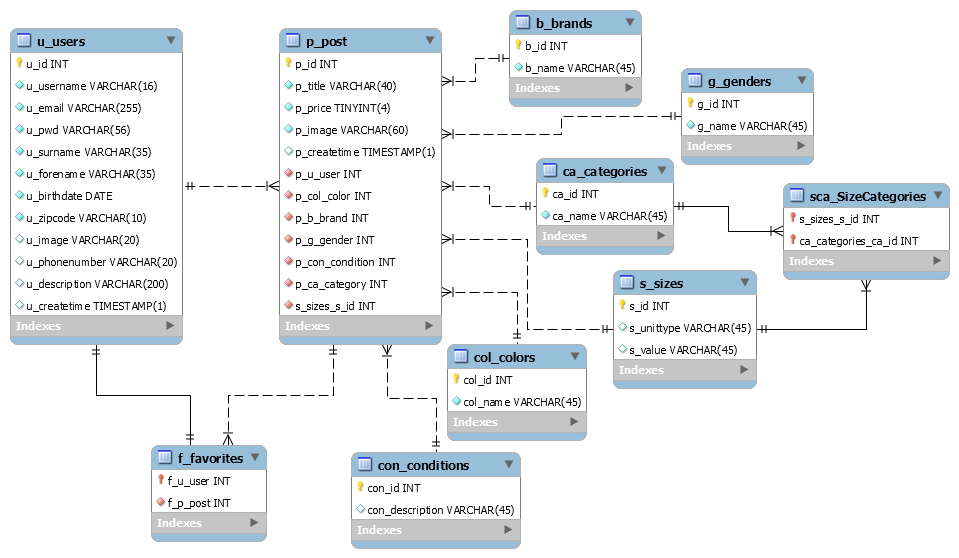 u_users
u_id INT
u_username VARCHAR(16)
u_email VARCHAR(255)
u_pwd VARCHAR(56)
u_surname VARCHAR(35)
u_forename VARCHAR(35)
u_birthdate DATE
u_zipcode VARCHAR(10)
u_image VARCHAR(20)
u_phonenumber VARCHAR(20)
u_description VARCHAR(200)
u_createtime TIMESTAMP(1)
Indexes
p_post
p_id INT
p_title VARCHAR(40)
p_price TINYINT(4)
p_image VARCHAR(60)
p_createtime TIMESTAMP(1)
p_u_user INT
p_col_color INT
p_b_brand INT
p_g_gender INT
p_con_condition INT
p_ca_category INT
s_sizes_s_id INT
Indexes
b_brands
b_id INT
b_name VARCHAR(45)
Indexes
g_genders
g_id INT
g_name VARCHAR(45)
Indexes
ca_categories
ca_id INT
ca_name VARCHAR(45)
Indexes
sca_SizeCategories
s_sizes_s_id INT
ca_categories_ca_id INT
Indexes
s_sizes
s_id INT
s_unittype VARCHAR(45)
s_value VARCHAR(45)
Indexes
col_colors
col_id INT
col_name VARCHAR(45)
Indexes
f_favorites
f_u_user INT
f_p_post INT
Indexes
con_conditions
con_id INT
con_description VARCHAR(45)
Indexes